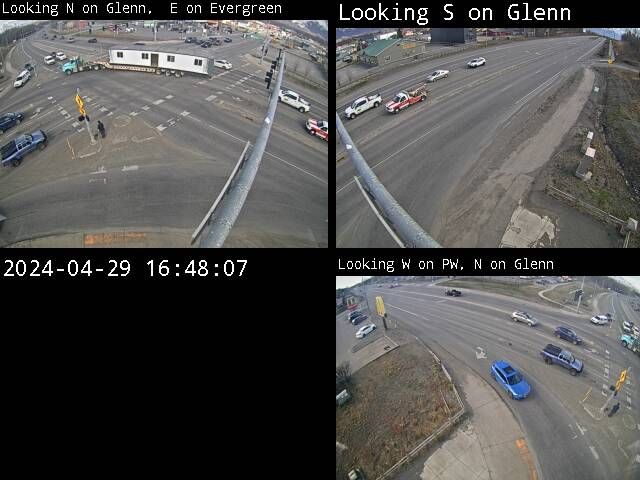 Looking N on Glenn, E on Evergreen
Looking S on Glenn
2024-04-29 16:48:07
Looking W on PW, N on Glenn